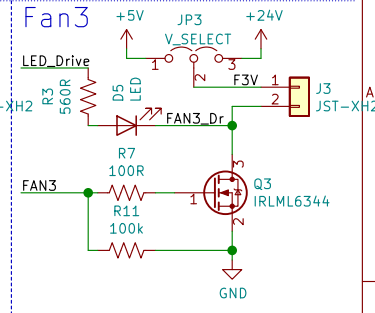 Fan3
+5V
JP3
+24V
V_SELECT
1
3
2
LED_Drive
F3V
1
J3
R3
560R
D5
LED
2
JST-XH2
-XH2
FAN3_Dr
A
R7
100R
3
FAN3
Q3
1
IRLML6344
R11
100k
2
GND